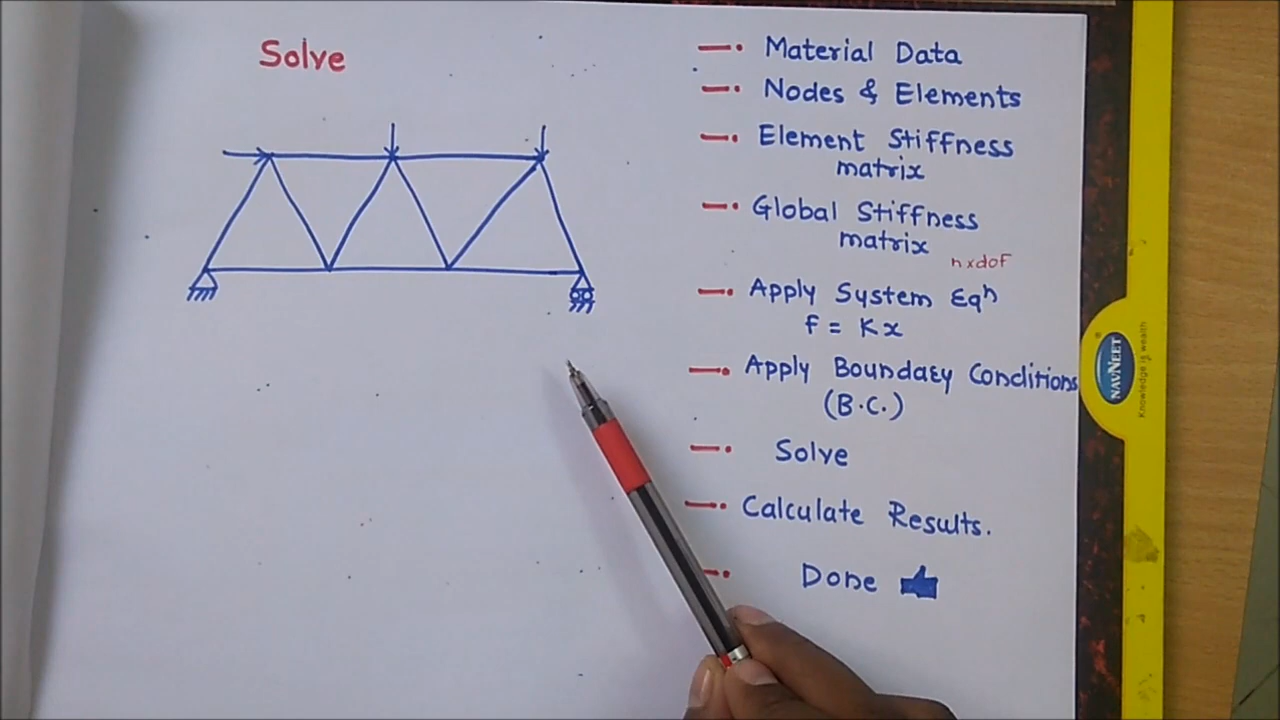 Solve
Material Data
Nodes & Elements
Element Stiffness
matrix
Global Stiffness
matrix
nxdof
Apply System Eqⁿ
f = Kx
Apply Boundary Conditions
(B.C.)
Solve
Calculate Results.
Done
NAVNEET
Knowledge is wealth